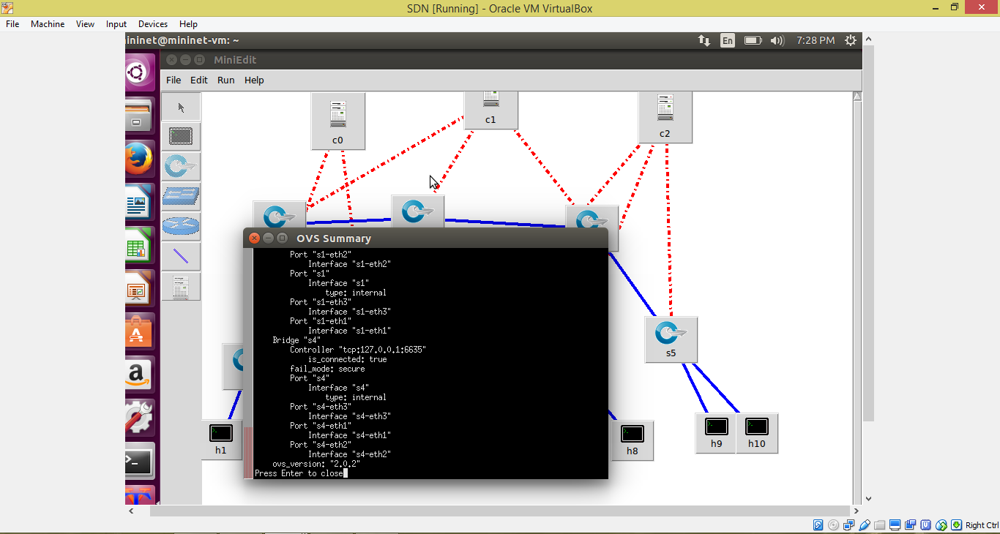 SDN [Running] - Oracle VM VirtualBox
File Machine View Input Devices Help
ininet@mininet-vm: ~
En
7:28 PM
MiniEdit
File Edit Run Help
c0
c1
c2
OVS Summary
Port "s1-eth2"
Interface "s1-eth2"
Port "s1"
Interface "s1"
type: internal
Port "s1-eth3"
Interface "s1-eth3"
Port "s1-eth1"
Interface "s1-eth1"
Bridge "s4"
Controller "tcp:127.0.0.1:6635"
is_connected: true
fail_mode: secure
Port "s4"
Interface "s4"
type: internal
Port "s4-eth3"
Interface "s4-eth3"
Port "s4-eth1"
Interface "s4-eth1"
Port "s4-eth2"
Interface "s4-eth2"
ovs_version: "2.0.2"
Press Enter to close
s5
h1
h8
h9
h10
Right Ctrl